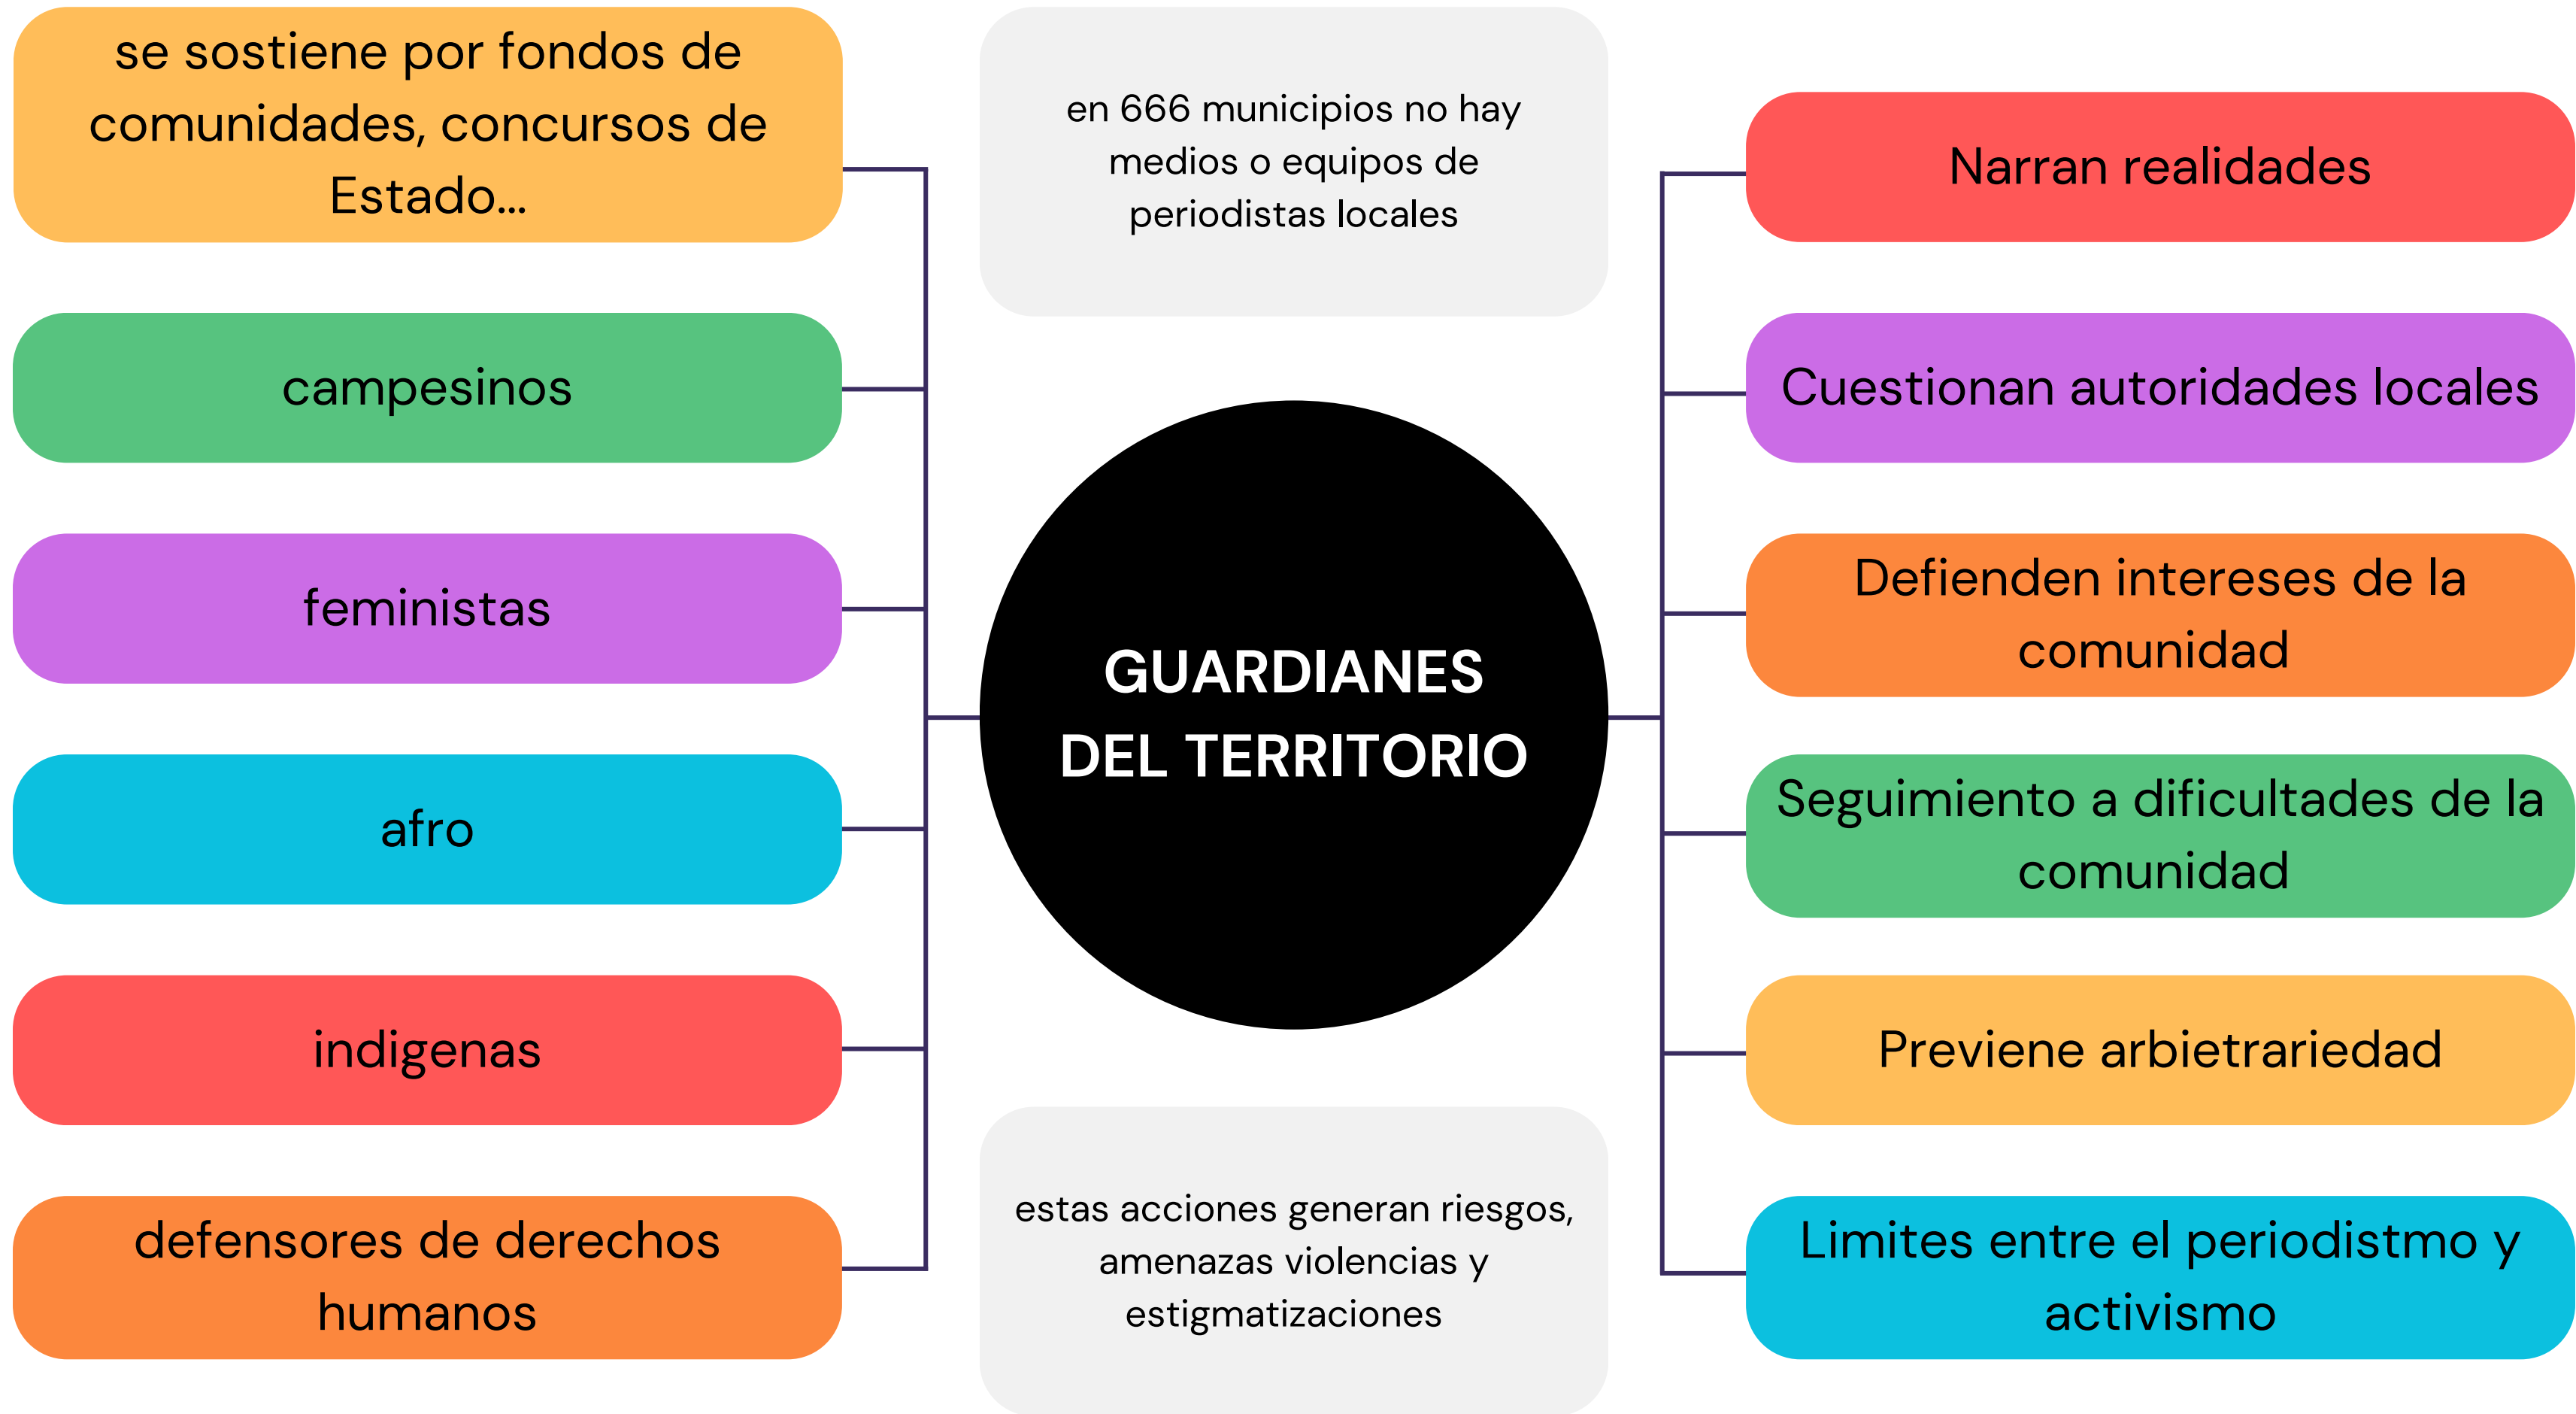 se sostiene por fondos de
comunidades, concursos de
Estado...
campesinos
feministas
afro
indigenas
defensores de derechos
humanos
en 666 municipios no hay
medios o equipos de
periodistas locales
GUARDIANES
DEL TERRITORIO
estas acciones generan riesgos,
amenazas violencias y
estigmatizaciones
Narran realidades
Cuestionan autoridades locales
Defienden intereses de la
comunidad
Seguimiento a dificultades de la
comunidad
Previene arbietrariedad
Limites entre el periodistmo y
activismo